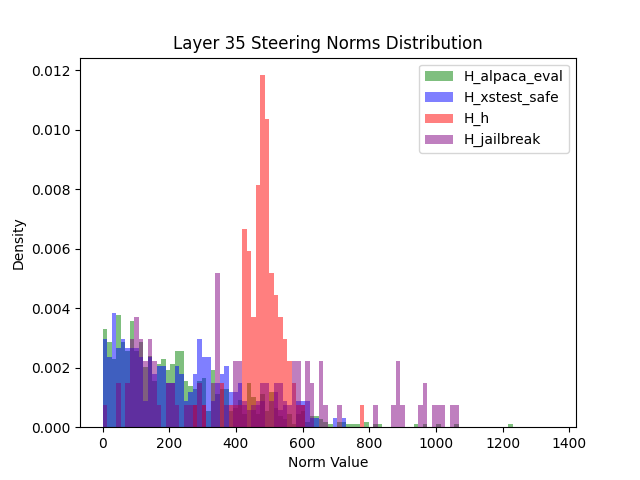 Layer 35 Steering Norms Distribution
H_alpaca_eval
H_xstest_safe
H_h
H_jailbreak
0.012
0.010
0.008
0.006
0.004
0.002
0.000
Density
0 200 400 600 800 1000 1200 1400
Norm Value